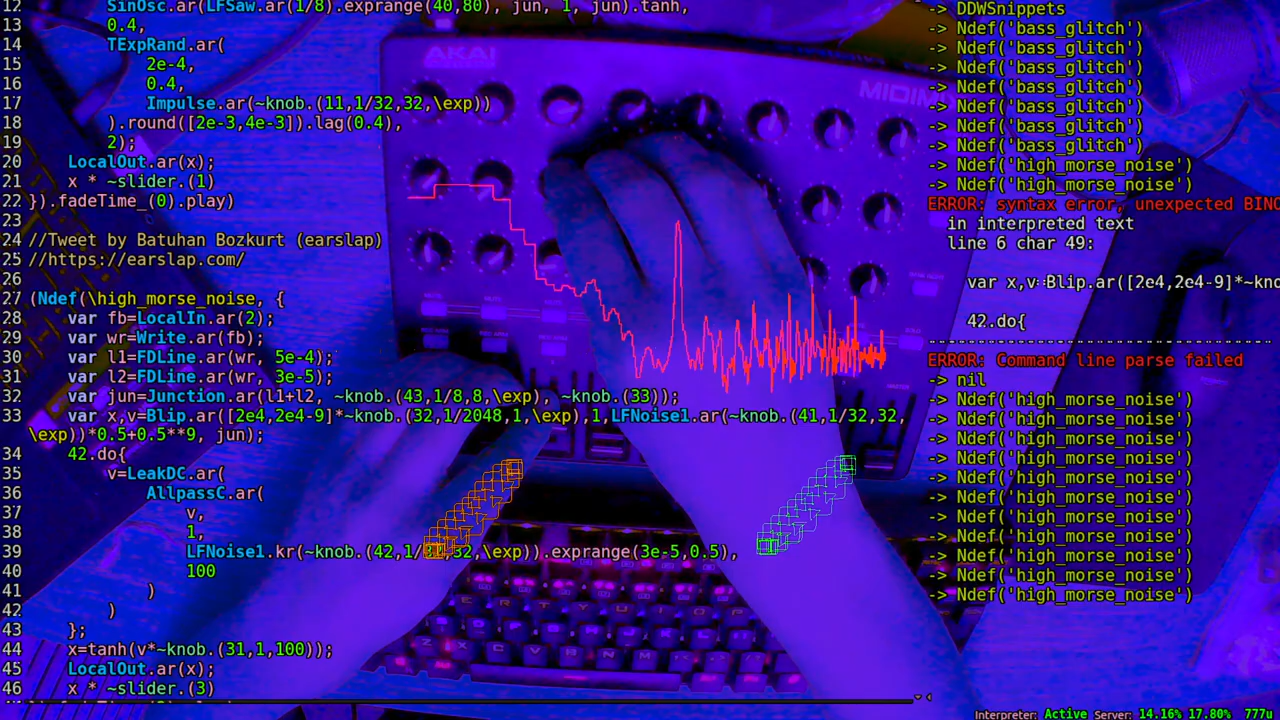 12 SinOsc.ar(LFSaw.ar(1/8).exprange(40,80), jun, 1, jun).tanh,
13 0.4,
14 TExpRand.ar(
15 2e-4,
16 0.4,
17 Impulse.ar(~knob.(11,1/32,32,\exp))
18 ).round([2e-3,4e-3]).lag(0.4),
19 2);
20 LocalOut.ar(x);
21 x * ~slider.(1)
22 }).fadeTime_(0).play)
23
24 //Tweet by Batuhan Bozkurt (earslap)
25 //https://earslap.com/
26
27 (Ndef(\high_morse_noise, {
28 var fb=LocalIn.ar(2);
29 var wr=Write.ar(fb);
30 var l1=FDLine.ar(wr, 5e-4);
31 var l2=FDLine.ar(wr, 3e-5);
32 var jun=Junction.ar(l1+l2, ~knob.(43,1/8,8,\exp), ~knob.(33));
33 var x,v=Blip.ar([2e4,2e4-9]*~knob.(32,1/2048,1,\exp),1,LFNoise1.ar(~knob.(41,1/32,32,
\exp))*0.5+0.5**9, jun);
34 42.do{
35 v=LeakDC.ar(
36 AllpassC.ar(
37 v,
38 1,
39 LFNoise1.kr(~knob.(42,1/32,32,\exp)).exprange(3e-5,0.5),
40 100
41 )
42 )
43 };
44 x=tanh(v*~knob.(31,1,100));
45 LocalOut.ar(x);
46 x * ~slider.(3)
AKAI
-> DDWSnippets
-> Ndef('bass_glitch')
-> Ndef('bass_glitch')
-> Ndef('bass_glitch')
-> Ndef('bass_glitch')
-> Ndef('bass_glitch')
-> Ndef('bass_glitch')
-> Ndef('bass_glitch')
-> Ndef('high_morse_noise')
-> Ndef('high_morse_noise')
ERROR: syntax error, unexpected BINO
in interpreted text
line 6 char 49:
var x,v=Blip.ar([2e4,2e4-9]*~kno
42.do{
ERROR: Command line parse failed
-> nil
-> Ndef('high_morse_noise')
-> Ndef('high_morse_noise')
-> Ndef('high_morse_noise')
-> Ndef('high_morse_noise')
-> Ndef('high_morse_noise')
-> Ndef('high_morse_noise')
-> Ndef('high_morse_noise')
-> Ndef('high_morse_noise')
-> Ndef('high_morse_noise')
-> Ndef('high_morse_noise')
-> Ndef('high_morse_noise')
Interpreter: Active Server: 14.16% 17.80% 777u